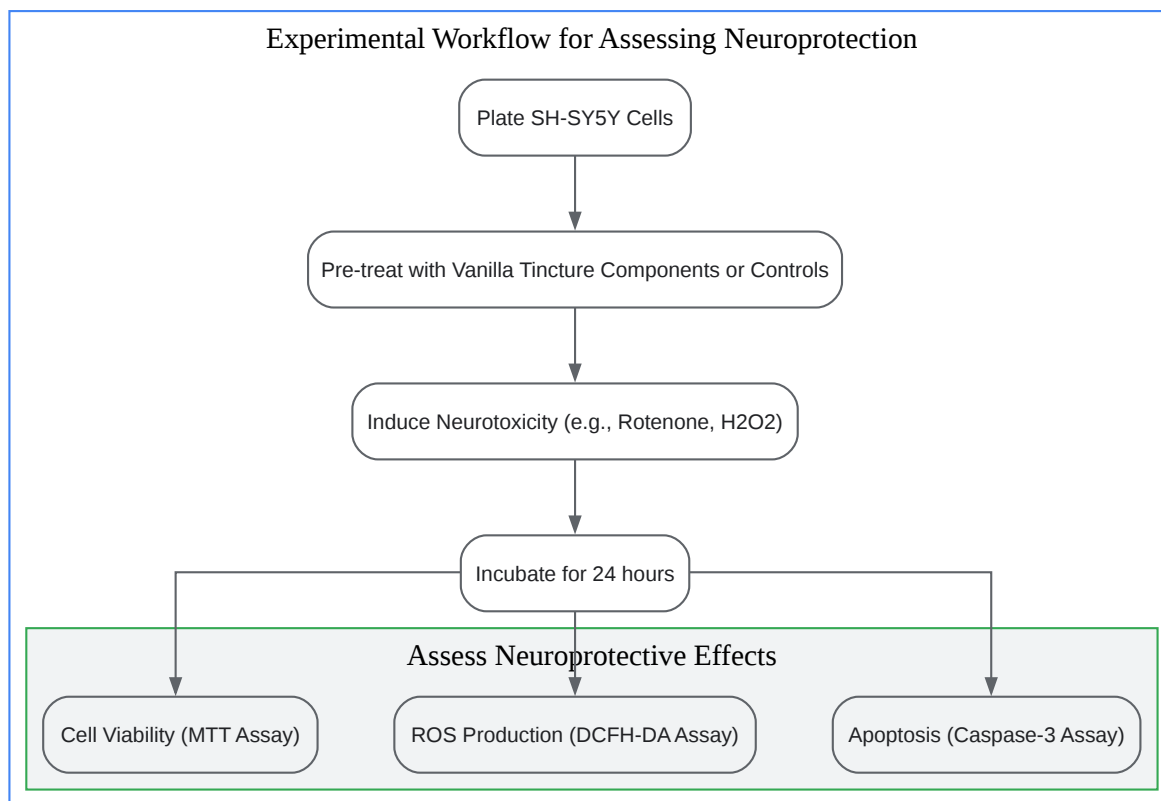 Experimental Workflow for Assessing Neuroprotection
Plate SH-SY5Y Cells
Pre-treat with Vanilla Tincture Components or Controls
Induce Neurotoxicity (e.g., Rotenone, H2O2)
Incubate for 24 hours
Assess Neuroprotective Effects
Cell Viability (MTT Assay)
ROS Production (DCFH-DA Assay)
Apoptosis (Caspase-3 Assay)